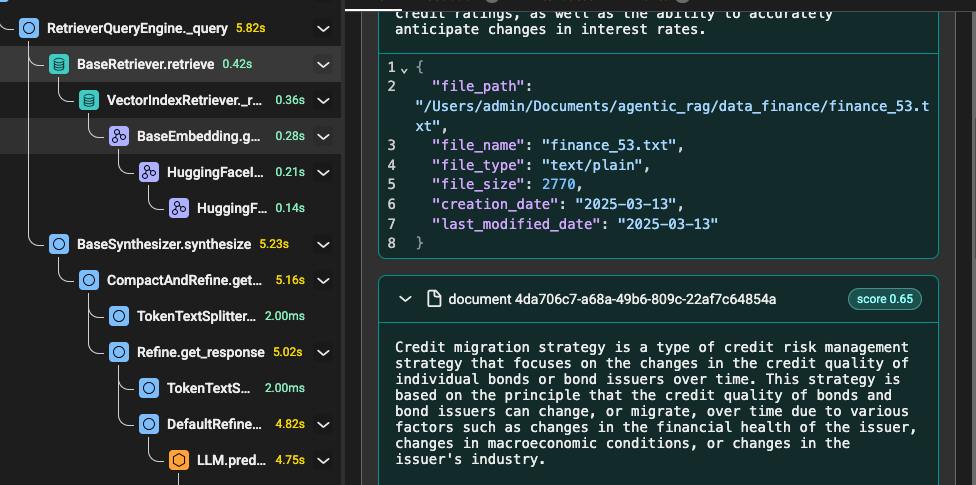 RetrieverQueryEngine._query 5.82s
BaseRetriever.retrieve 0.42s
VectorIndexRetriever._r... 0.36s
BaseEmbedding.g... 0.28s
HuggingFaceI... 0.21s
HuggingF... 0.14s
BaseSynthesizer.synthesize 5.23s
CompactAndRefine.get... 5.16s
TokenTextSplitter... 2.00ms
Refine.get_response 5.02s
TokenTextS... 2.00ms
DefaultRefine... 4.82s
LLM.pred... 4.75s
credit ratings, as well as the ability to accurately
anticipate changes in interest rates.
1 {
2 "file_path":
"/Users/admin/Documents/agentic_rag/data_finance/finance_53.t
xt",
3 "file_name": "finance_53.txt",
4 "file_type": "text/plain",
5 "file_size": 2770,
6 "creation_date": "2025-03-13",
7 "last_modified_date": "2025-03-13"
8 }
document 4da706c7-a68a-49b6-809c-22af7c64854a score 0.65
Credit migration strategy is a type of credit risk management
strategy that focuses on the changes in the credit quality of
individual bonds or bond issuers over time. This strategy is
based on the principle that the credit quality of bonds and
bond issuers can change, or migrate, over time due to various
factors such as changes in the financial health of the issuer,
changes in macroeconomic conditions, or changes in the
issuer's industry.